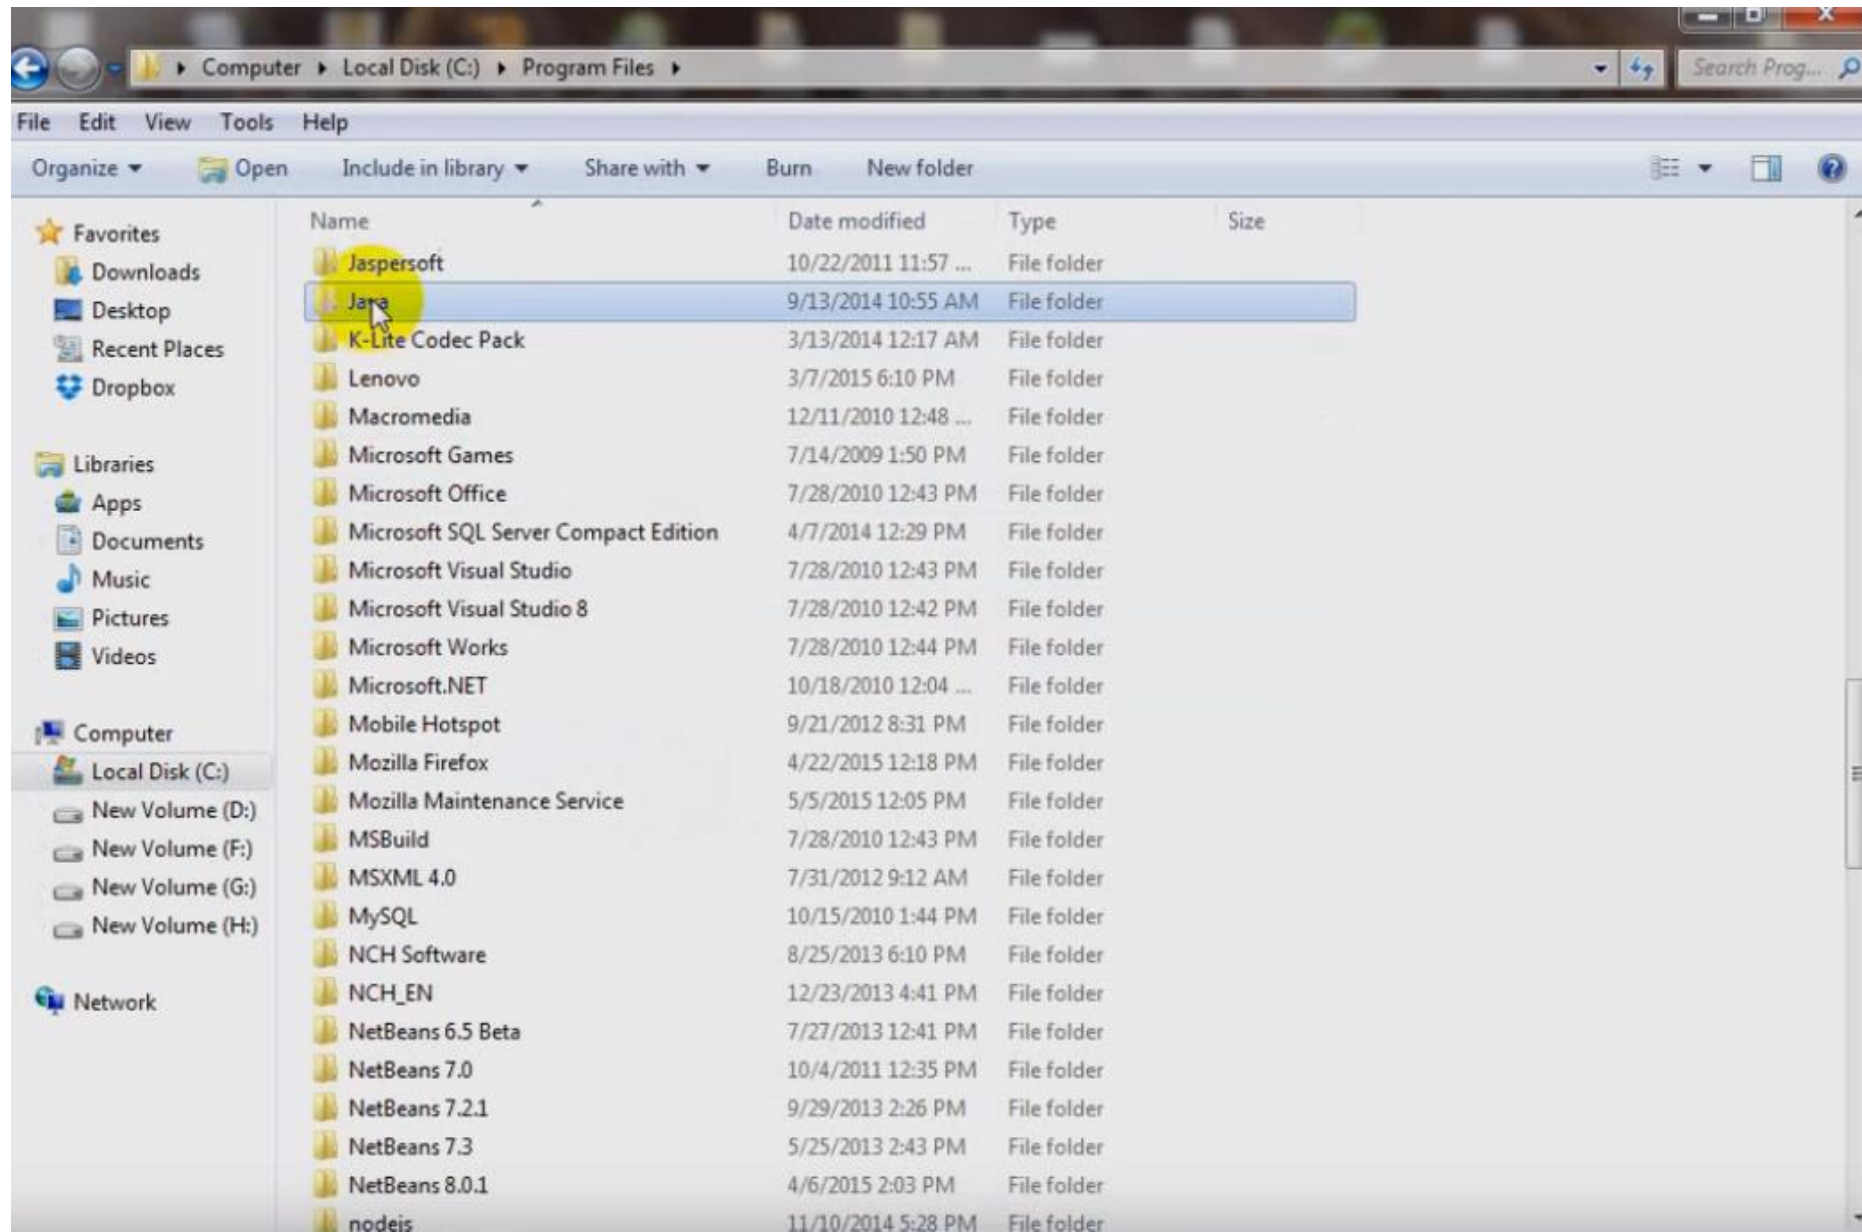 Computer ▸ Local Disk (C:) ▸ Program Files ▸
Search Prog...
File Edit View Tools Help
Organize Open Include in library Share with Burn New folder
Favorites
Downloads
Desktop
Recent Places
Dropbox
Libraries
Apps
Documents
Music
Pictures
Videos
Computer
Local Disk (C:)
New Volume (D:)
New Volume (F:)
New Volume (G:)
New Volume (H:)
Network
Name Date modified Type Size
Jaspersoft 10/22/2011 11:57 ... File folder
Java 9/13/2014 10:55 AM File folder
K-Lite Codec Pack 3/13/2014 12:17 AM File folder
Lenovo 3/7/2015 6:10 PM File folder
Macromedia 12/11/2010 12:48 ... File folder
Microsoft Games 7/14/2009 1:50 PM File folder
Microsoft Office 7/28/2010 12:43 PM File folder
Microsoft SQL Server Compact Edition 4/7/2014 12:29 PM File folder
Microsoft Visual Studio 7/28/2010 12:43 PM File folder
Microsoft Visual Studio 8 7/28/2010 12:42 PM File folder
Microsoft Works 7/28/2010 12:44 PM File folder
Microsoft.NET 10/18/2010 12:04 ... File folder
Mobile Hotspot 9/21/2012 8:31 PM File folder
Mozilla Firefox 4/22/2015 12:18 PM File folder
Mozilla Maintenance Service 5/5/2015 12:05 PM File folder
MSBuild 7/28/2010 12:43 PM File folder
MSXML 4.0 7/31/2012 9:12 AM File folder
MySQL 10/15/2010 1:44 PM File folder
NCH Software 8/25/2013 6:10 PM File folder
NCH_EN 12/23/2013 4:41 PM File folder
NetBeans 6.5 Beta 7/27/2013 12:41 PM File folder
NetBeans 7.0 10/4/2011 12:35 PM File folder
NetBeans 7.2.1 9/29/2013 2:26 PM File folder
NetBeans 7.3 5/25/2013 2:43 PM File folder
NetBeans 8.0.1 4/6/2015 2:03 PM File folder
nodejs 11/10/2014 5:28 PM File folder